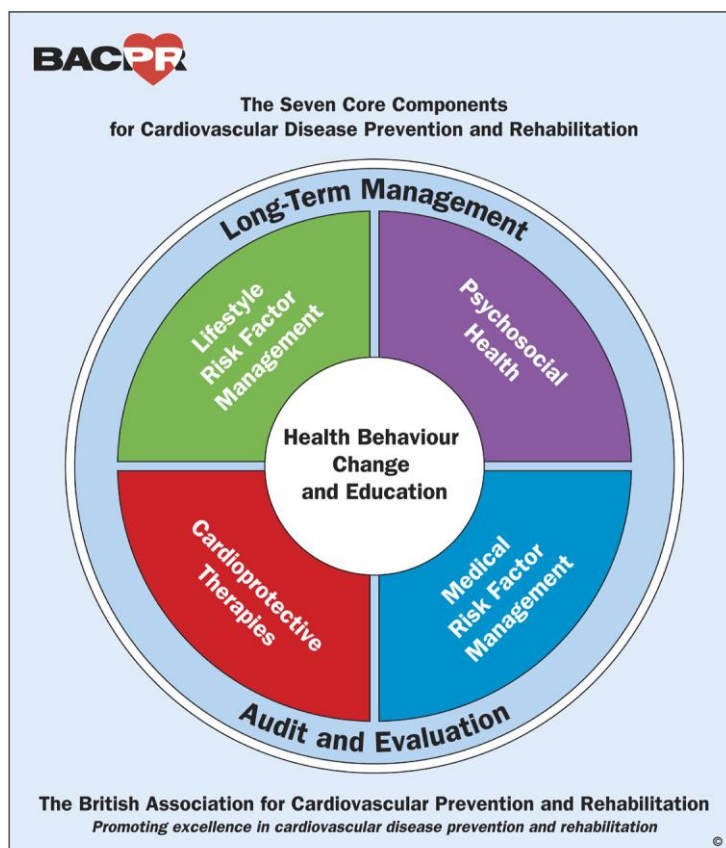 BACPR
The Seven Core Components
for Cardiovascular Disease Prevention and Rehabilitation
Long-Term Management
Lifestyle
Risk Factor
Management
Psychosocial
Health
Health Behaviour
Change
and Education
Cardioprotective
Therapies
Medical
Risk Factor
Management
Audit and Evaluation
The British Association for Cardiovascular Prevention and Rehabilitation
Promoting excellence in cardiovascular disease prevention and rehabilitation
©